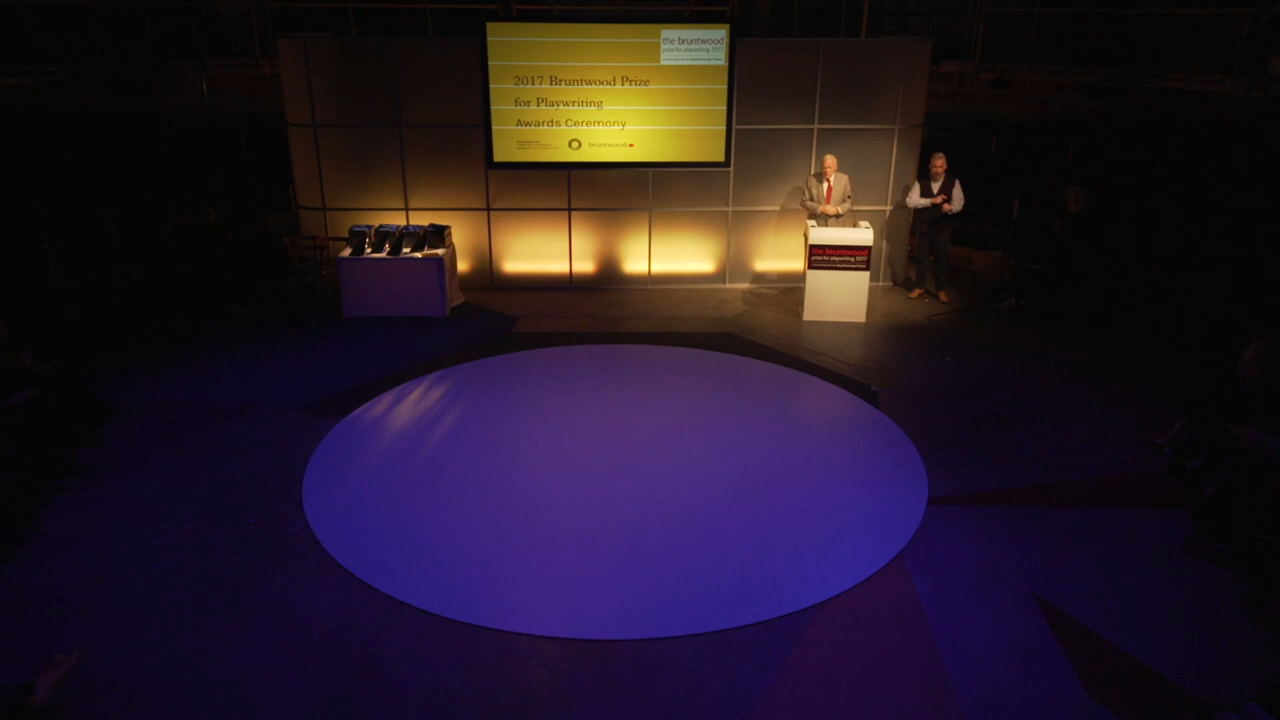 the bruntwood
prize for playwriting 2017
2017 Bruntwood Prize
for Playwriting
Awards Ceremony
bruntwood
the bruntwood
prize for playwriting 2017